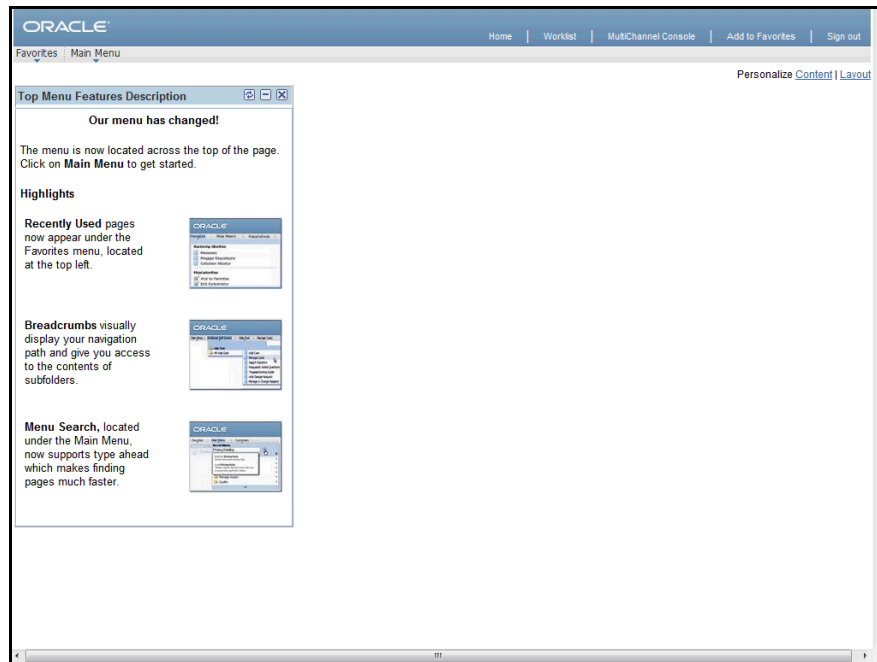 ORACLE
Home | Worklist | MultiChannel Console | Add to Favorites | Sign out
Favorites Main Menu
Personalize Content | Layout
Top Menu Features Description
Our menu has changed!
The menu is now located across the top of the page.
Click on Main Menu to get started.
Highlights
Recently Used pages
now appear under the
Favorites menu, located
at the top left.
ORACLE
Breadcrumbs visually
display your navigation
path and give you access
to the contents of
subfolders.
ORACLE
Menu Search, located
under the Main Menu,
now supports type ahead
which makes finding
pages much faster.
ORACLE